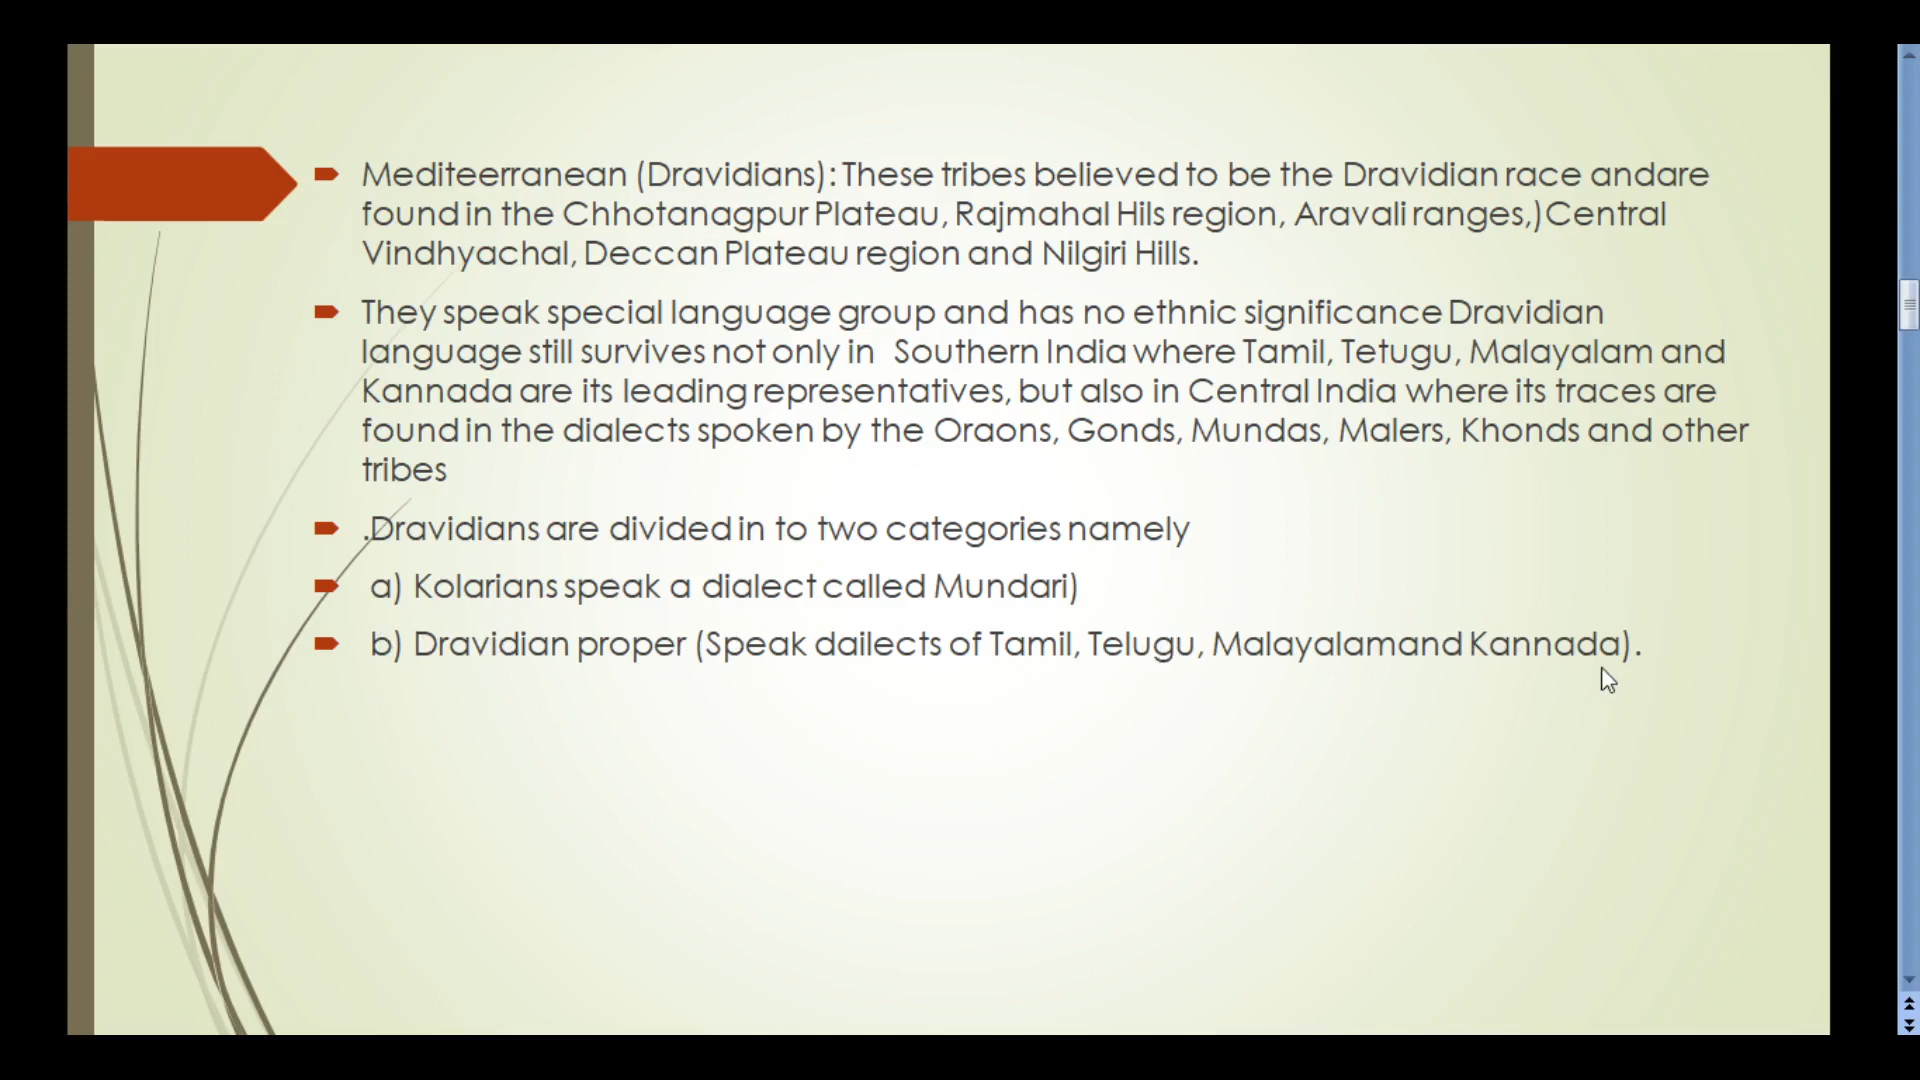 Mediteerranean (Dravidians): These tribes believed to be the Dravidian race andare
found in the Chhotanagpur Plateau, Rajmahal Hils region, Aravali ranges,)Central
Vindhyachal, Deccan Plateau region and Nilgiri Hills.
They speak special language group and has no ethnic significance Dravidian
language still survives not only in Southern India where Tamil, Tetugu, Malayalam and
Kannada are its leading representatives, but also in Central India where its traces are
found in the dialects spoken by the Oraons, Gonds, Mundas, Malers, Khonds and other
tribes
.Dravidians are divided in to two categories namely
a) Kolarians speak a dialect called Mundari)
b) Dravidian proper (Speak dailects of Tamil, Telugu, Malayalamand Kannada).